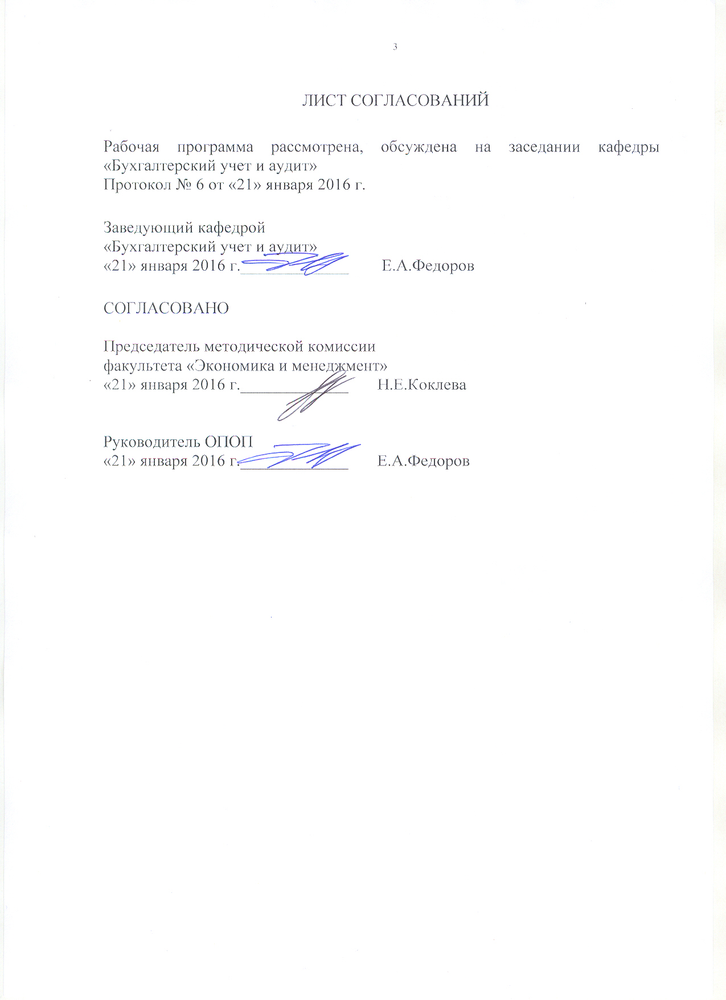 3
ЛИСТ СОГЛАСОВАНИЙ
Рабочая программа рассмотрена, обсуждена на заседании кафедры
«Бухгалтерский учет и аудит»
Протокол № 6 от «21» января 2016 г.
Заведующий кафедрой
«Бухгалтерский учет и аудит»
«21» января 2016 г.______________ Е.А.Федоров
СОГЛАСОВАНО
Председатель методической комиссии
факультета «Экономика и менеджмент»
«21» января 2016 г.______________ Н.Е.Коклева
Руководитель ОПОП
«21» января 2016 г.______________ Е.А.Федоров